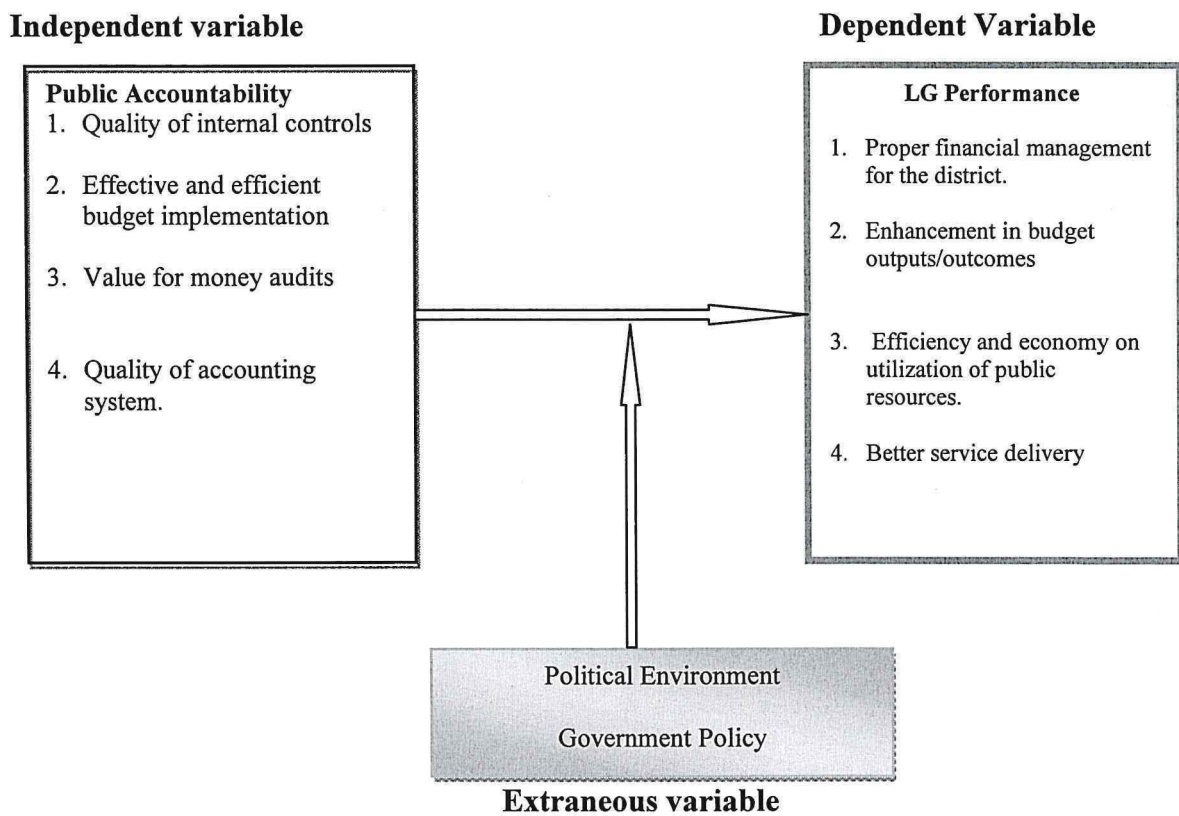 Independent variable
Public Accountability
1. Quality of internal controls
2. Effective and efficient
budget implementation
3. Value for money audits
4. Quality of accounting
system.
Dependent Variable
LG Performance
1. Proper financial management
for the district.
2. Enhancement in budget
outputs/outcomes
3. Efficiency and economy on
utilization of public
resources.
4. Better service delivery
Political Environment
Government Policy
Extraneous variable